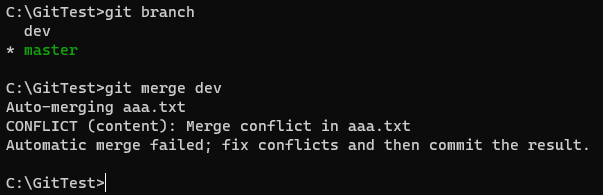 C:\GitTest>git branch
  dev
* master
C:\GitTest>git merge dev
Auto-merging aaa.txt
CONFLICT (content): Merge conflict in aaa.txt
Automatic merge failed; fix conflicts and then commit the result.
C:\GitTest>